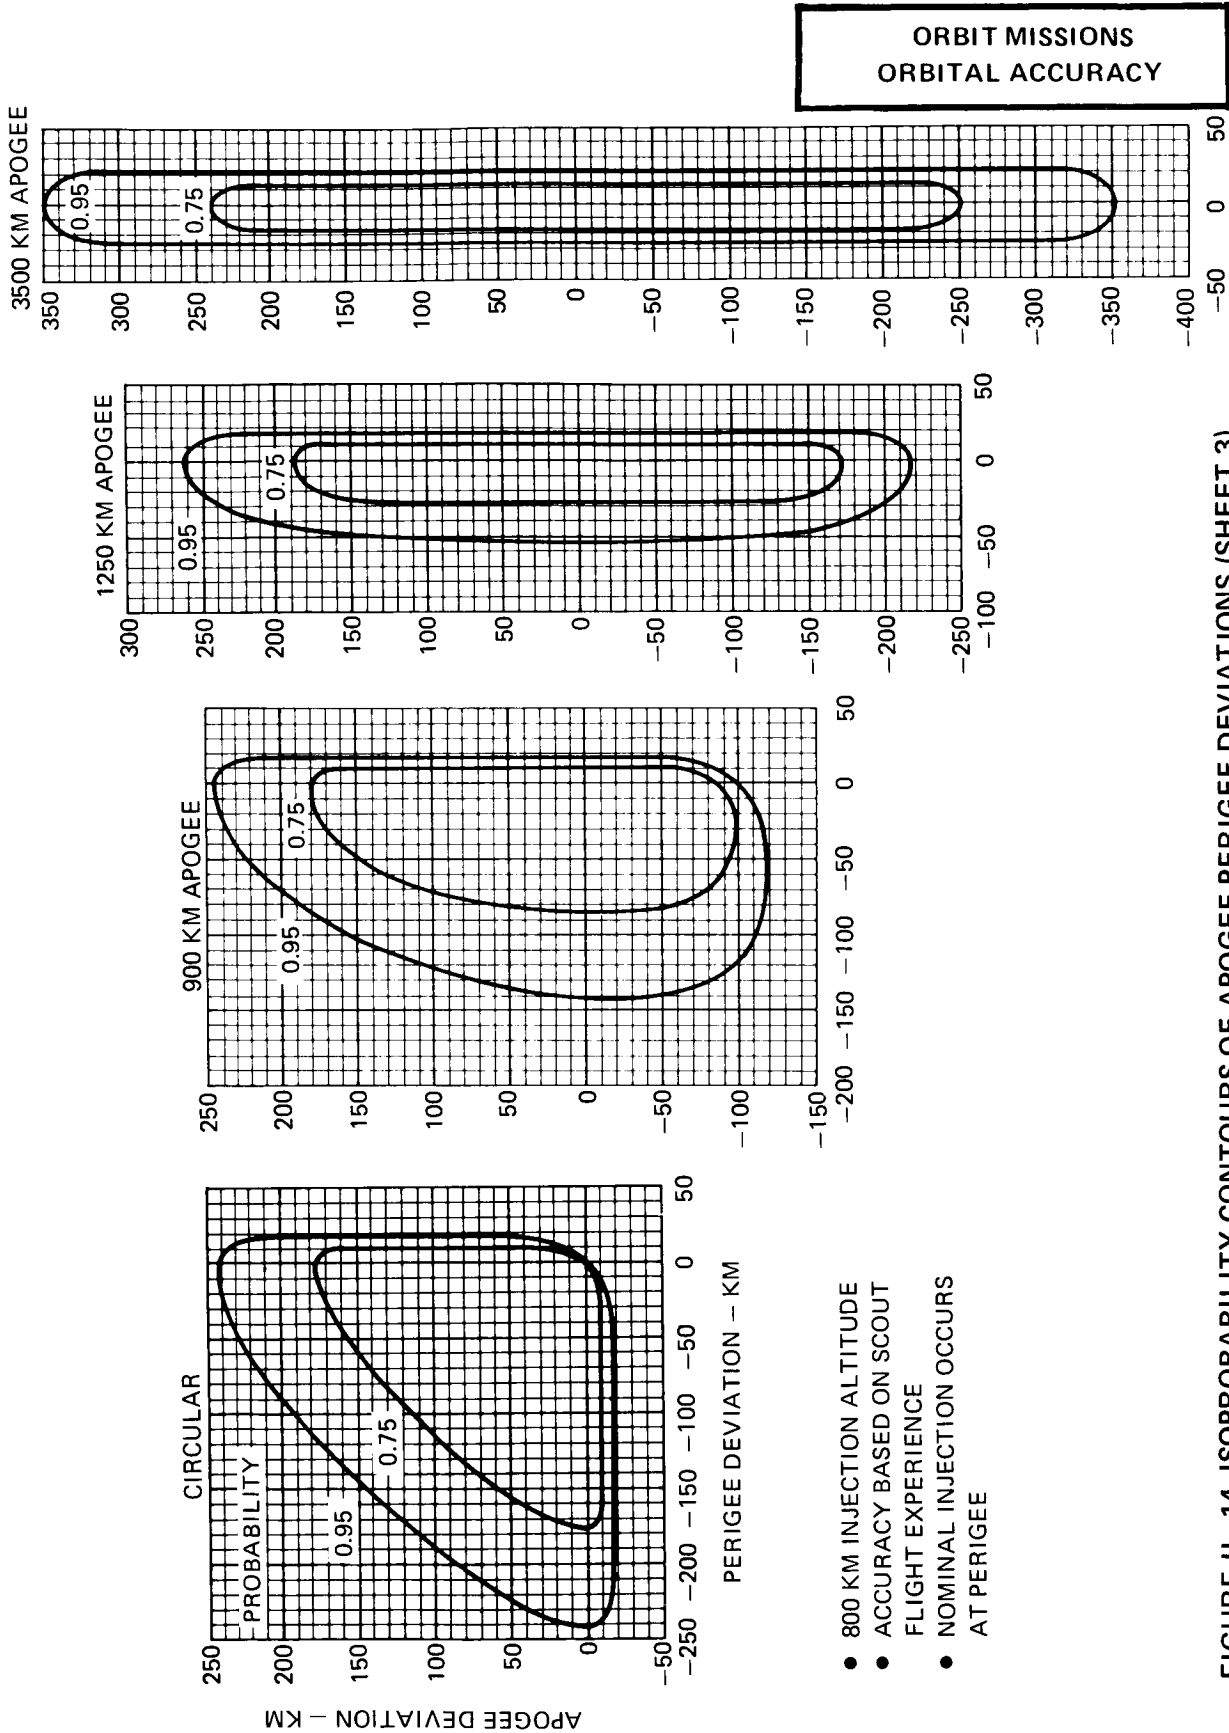 ORBIT MISSIONS
ORBITAL ACCURACY
CIRCULAR
PROBABILITY
0.95
0.75
250
200
150
100
50
0
−50
−250 −200 −150 −100 −50 0 50
APOGEE DEVIATION – KM
PERIGEE DEVIATION – KM
900 KM APOGEE
0.95
0.75
250
200
150
100
50
0
−50
−100
−150
−200 −150 −100 −50 0 50
1250 KM APOGEE
0.95
0.75
300
250
200
150
100
50
0
−50
−100
−150
−200
−250
−100 −50 0 50
3500 KM APOGEE
0.95
0.75
350
300
250
200
150
100
50
0
−50
−100
−150
−200
−250
−300
−350
−400
−50 0 50
● 800 KM INJECTION ALTITUDE
● ACCURACY BASED ON SCOUT
FLIGHT EXPERIENCE
● NOMINAL INJECTION OCCURS
AT PERIGEE
FIGURE II–14 ISOPROBABILITY CONTOURS OF APOGEE PERIGEE DEVIATIONS (SHEET 3)